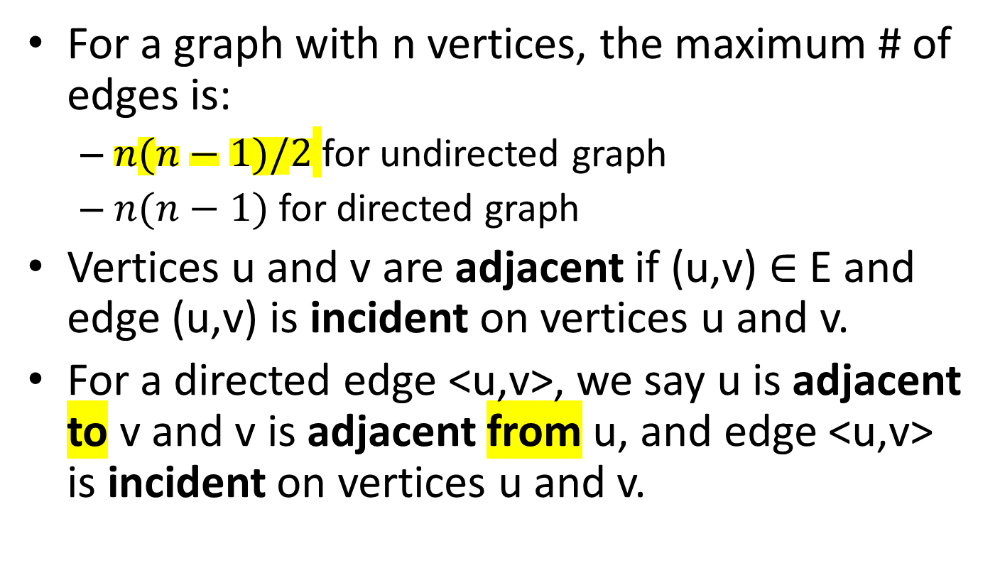 • For a graph with n vertices, the maximum # of
edges is:
– n(n − 1)/2 for undirected graph
– n(n − 1) for directed graph
• Vertices u and v are adjacent if (u,v) ∈ E and
edge (u,v) is incident on vertices u and v.
• For a directed edge <u,v>, we say u is adjacent
to v and v is adjacent from u, and edge <u,v>
is incident on vertices u and v.